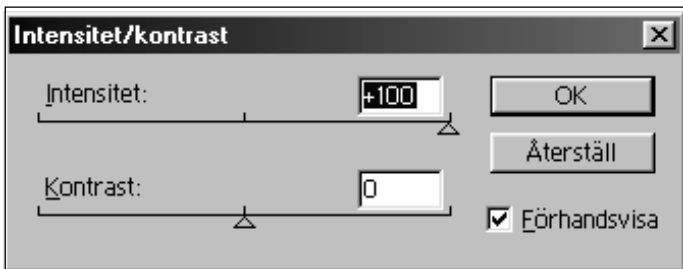 Intensitet/kontrast
Intensitet: +100 OK
Återställ
Kontrast: 0
Förhandsvisa